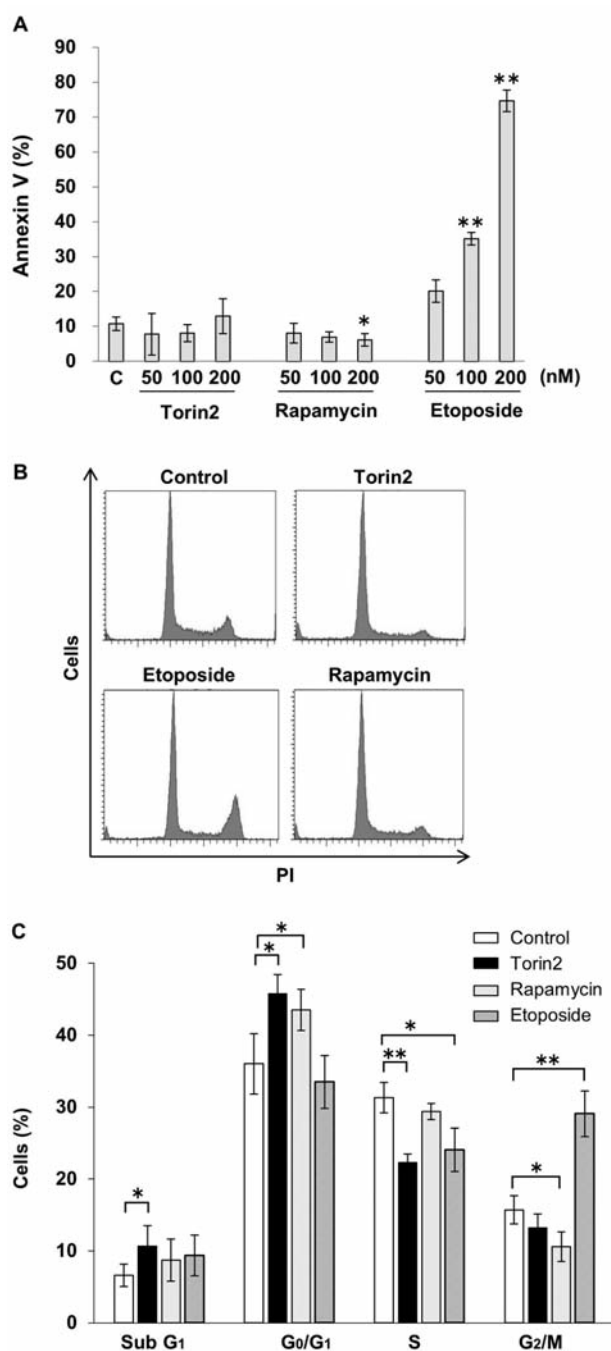 A
90
80
70
60
50
40
30
20
10
0
Annexin V (%)
*
**
**
C 50 100 200 50 100 200 50 100 200 (nM)
Torin2 Rapamycin Etoposide
B
Control Torin2
Etoposide Rapamycin
Cells
PI
C
Control
Torin2
Rapamycin
Etoposide
50
40
30
20
10
0
Cells (%)
*
*
*
*
**
*
**
*
Sub G1 G0/G1 S G2/M